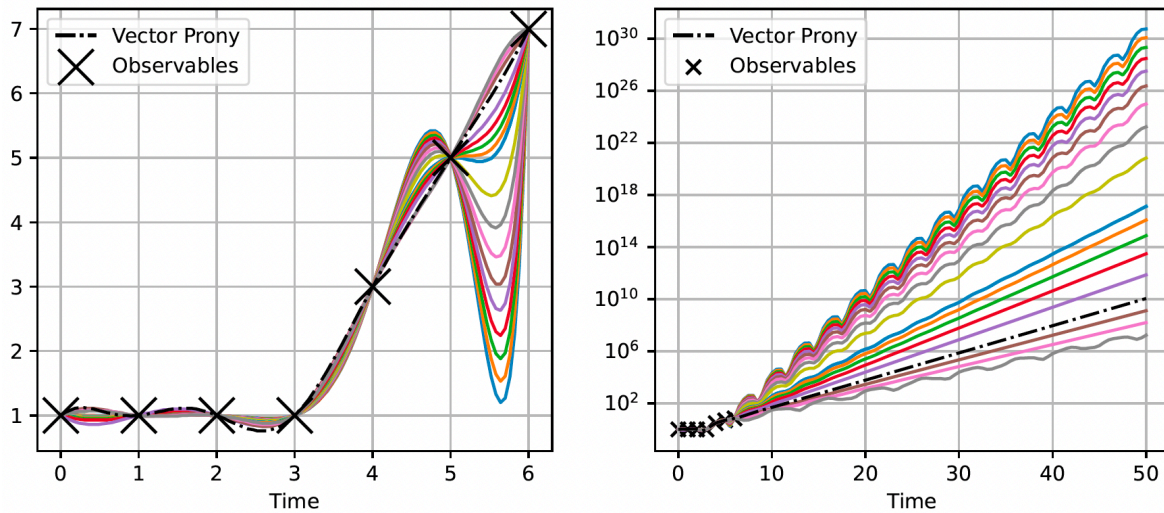 7
6
5
4
3
2
1
0 1 2 3 4 5 6
Time
Vector Prony
Observables
10^30
10^26
10^22
10^18
10^14
10^10
10^6
10^2
0 10 20 30 40 50
Time
Vector Prony
Observables